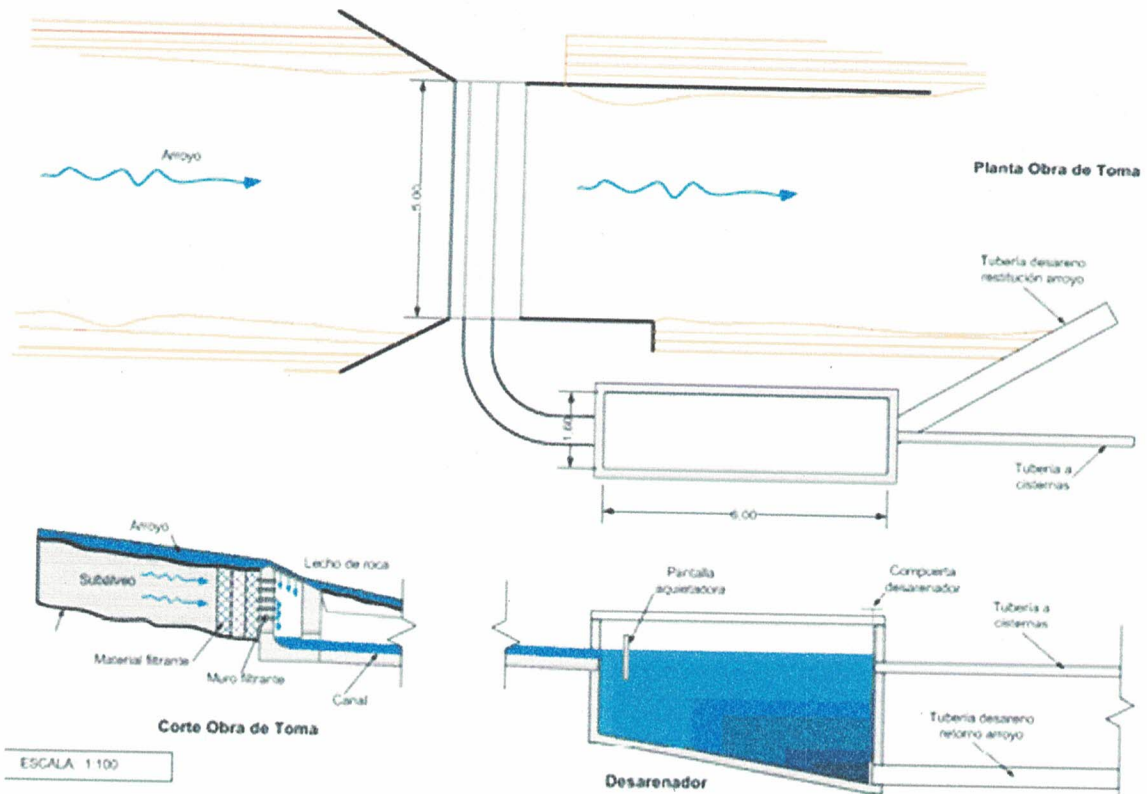 Arroyo
5.00
Planta Obra de Toma
Tubería desareno
restitución arroyo
1.60
Tubería a
cisternas
6.00
Arroyo
Lecho de roca
Subálveo
Material filtrante
Muro filtrante
Canal
Corte Obra de Toma
ESCALA 1:100
Pantalla
aquietadora
Compuerta
desarenador
Tubería a
cisternas
Tubería desareno
retorno arroyo
Desarenador